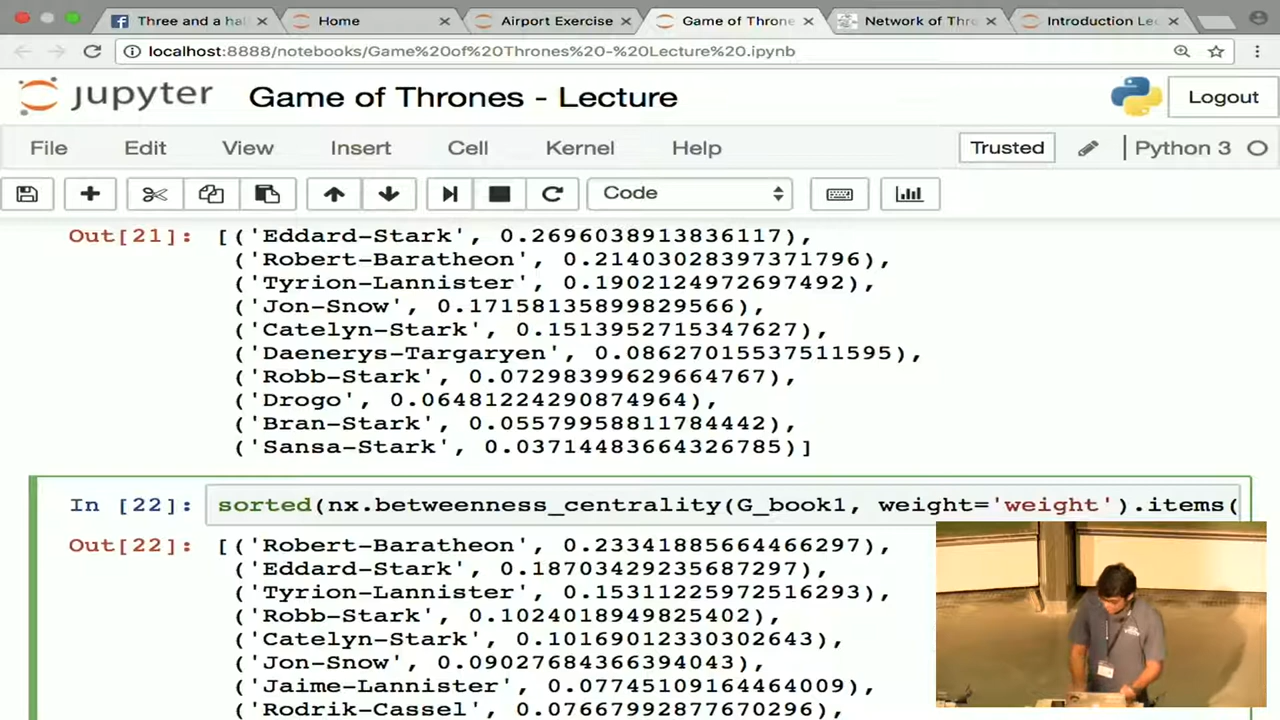 Three and a ha
Home
Airport Exercise
Game of Throne
Network of Thr
Introduction Le
localhost:8888/notebooks/Game%20of%20Thrones%20-%20Lecture%20.ipynb
jupyter Game of Thrones - Lecture
Logout
File Edit View Insert Cell Kernel Help
Trusted
Python 3
Code
Out[21]: [('Eddard-Stark', 0.2696038913836117),
('Robert-Baratheon', 0.21403028397371796),
('Tyrion-Lannister', 0.1902124972697492),
('Jon-Snow', 0.17158135899829566),
('Catelyn-Stark', 0.1513952715347627),
('Daenerys-Targaryen', 0.08627015537511595),
('Robb-Stark', 0.07298399629664767),
('Drogo', 0.06481224290874964),
('Bran-Stark', 0.05579958811784442),
('Sansa-Stark', 0.03714483664326785)]
In [22]: sorted(nx.betweenness_centrality(G_book1, weight='weight').items(
Out[22]: [('Robert-Baratheon', 0.23341885664466297),
('Eddard-Stark', 0.18703429235687297),
('Tyrion-Lannister', 0.15311225972516293),
('Robb-Stark', 0.1024018949825402),
('Catelyn-Stark', 0.10169012330302643),
('Jon-Snow', 0.09027684366394043),
('Jaime-Lannister', 0.07745109164464009),
('Rodrik-Cassel', 0.07667992877670296),